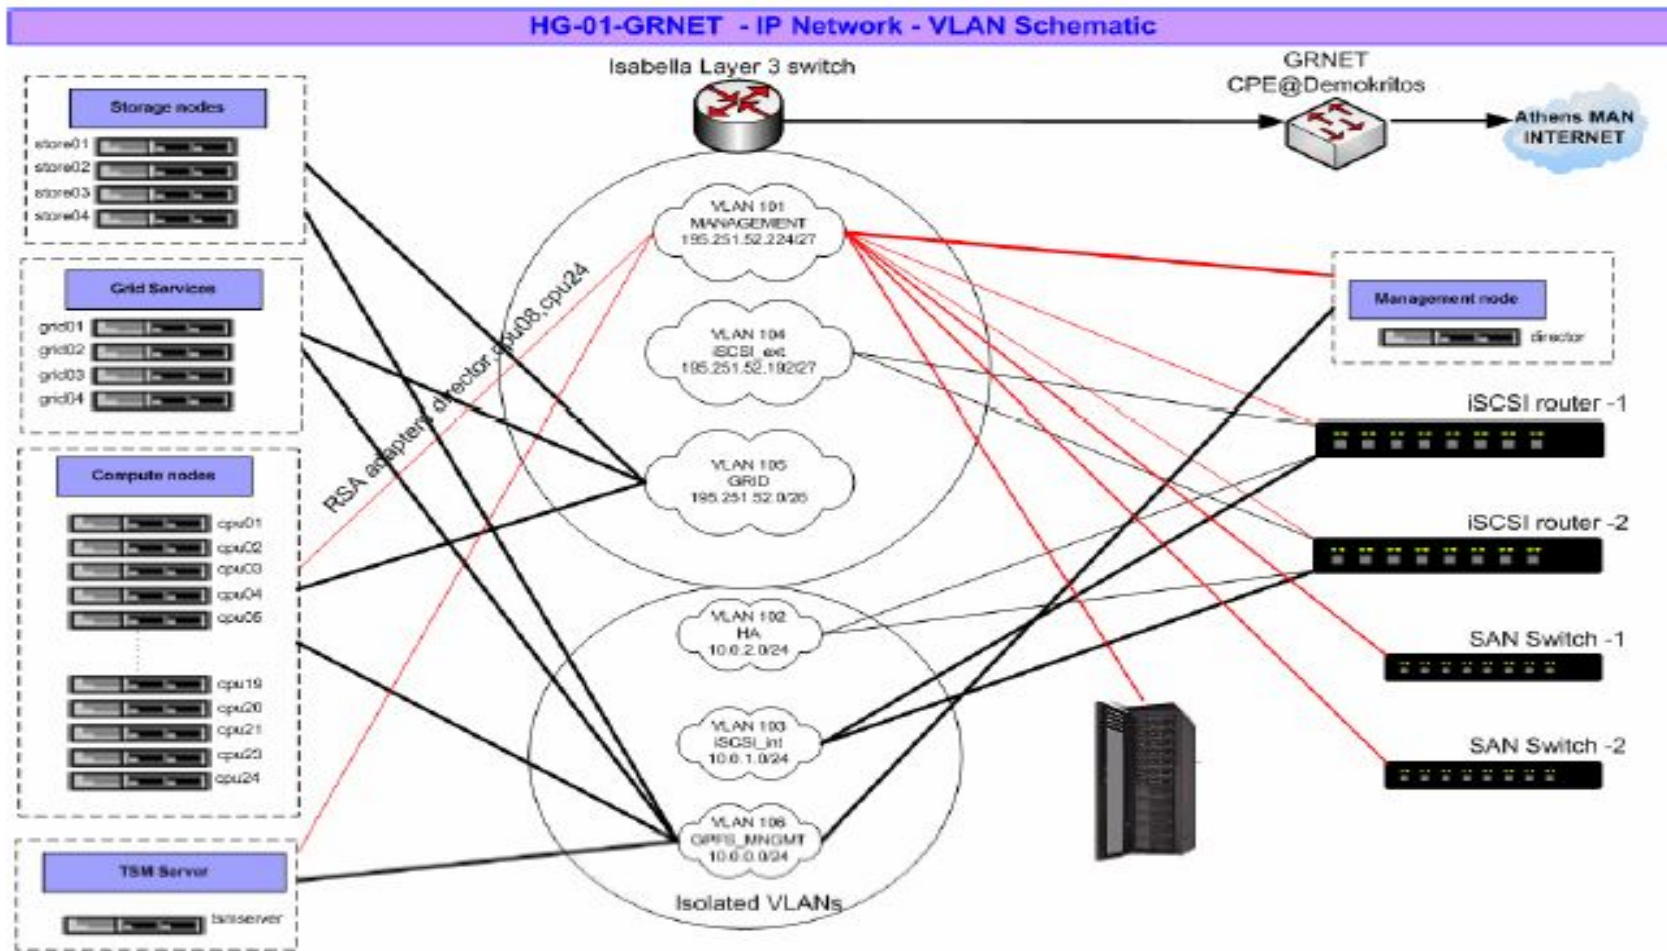 HG-01-GRNET - IP Network - VLAN Schematic
Isabella Layer 3 switch
GRNET
CPE@Demokritos
Athens MAN
INTERNET
Storage nodes
store01
store02
store03
store04
Grid Services
grid01
grid02
grid03
grid04
Compute nodes
cpu01
cpu02
cpu03
cpu04
cpu05
cpu19
cpu20
cpu21
cpu23
cpu24
TSM Server
tsmserver
RSA adapters director,cpu08,cpu24
VLAN 101
MANAGEMENT
195.251.52.224/27
VLAN 104
iSCSI_ext
195.251.52.192/27
VLAN 105
GRID
195.251.52.0/26
VLAN 102
HA
10.0.2.0/24
VLAN 103
iSCSI_int
10.0.1.0/24
VLAN 106
GPFS_MNGMT
10.0.0.0/24
Isolated VLANs
Management node
director
iSCSI router -1
iSCSI router -2
SAN Switch -1
SAN Switch -2